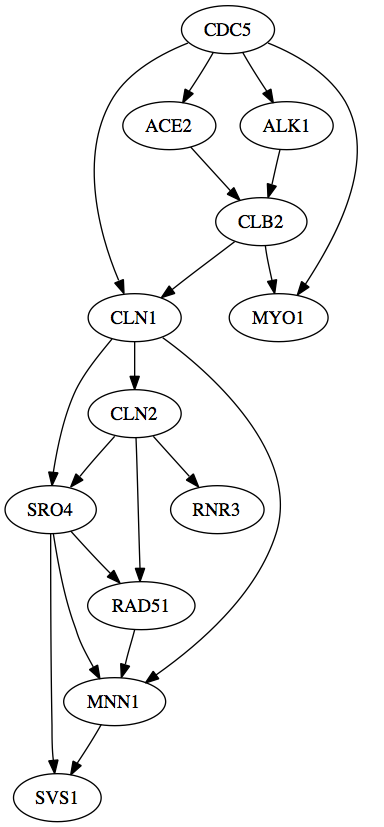 CDC5
ACE2
ALK1
CLB2
CLN1
MYO1
CLN2
SRO4
RNR3
RAD51
MNN1
SVS1